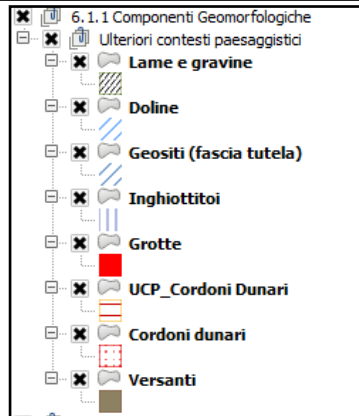 6.1.1 Componenti Geomorfologiche
Ulteriori contesti paesaggistici
Lame e gravine
Doline
Geositi (fascia tutela)
Inghiottitoi
Grotte
UCP_Cordoni Dunari
Cordoni dunari
Versanti